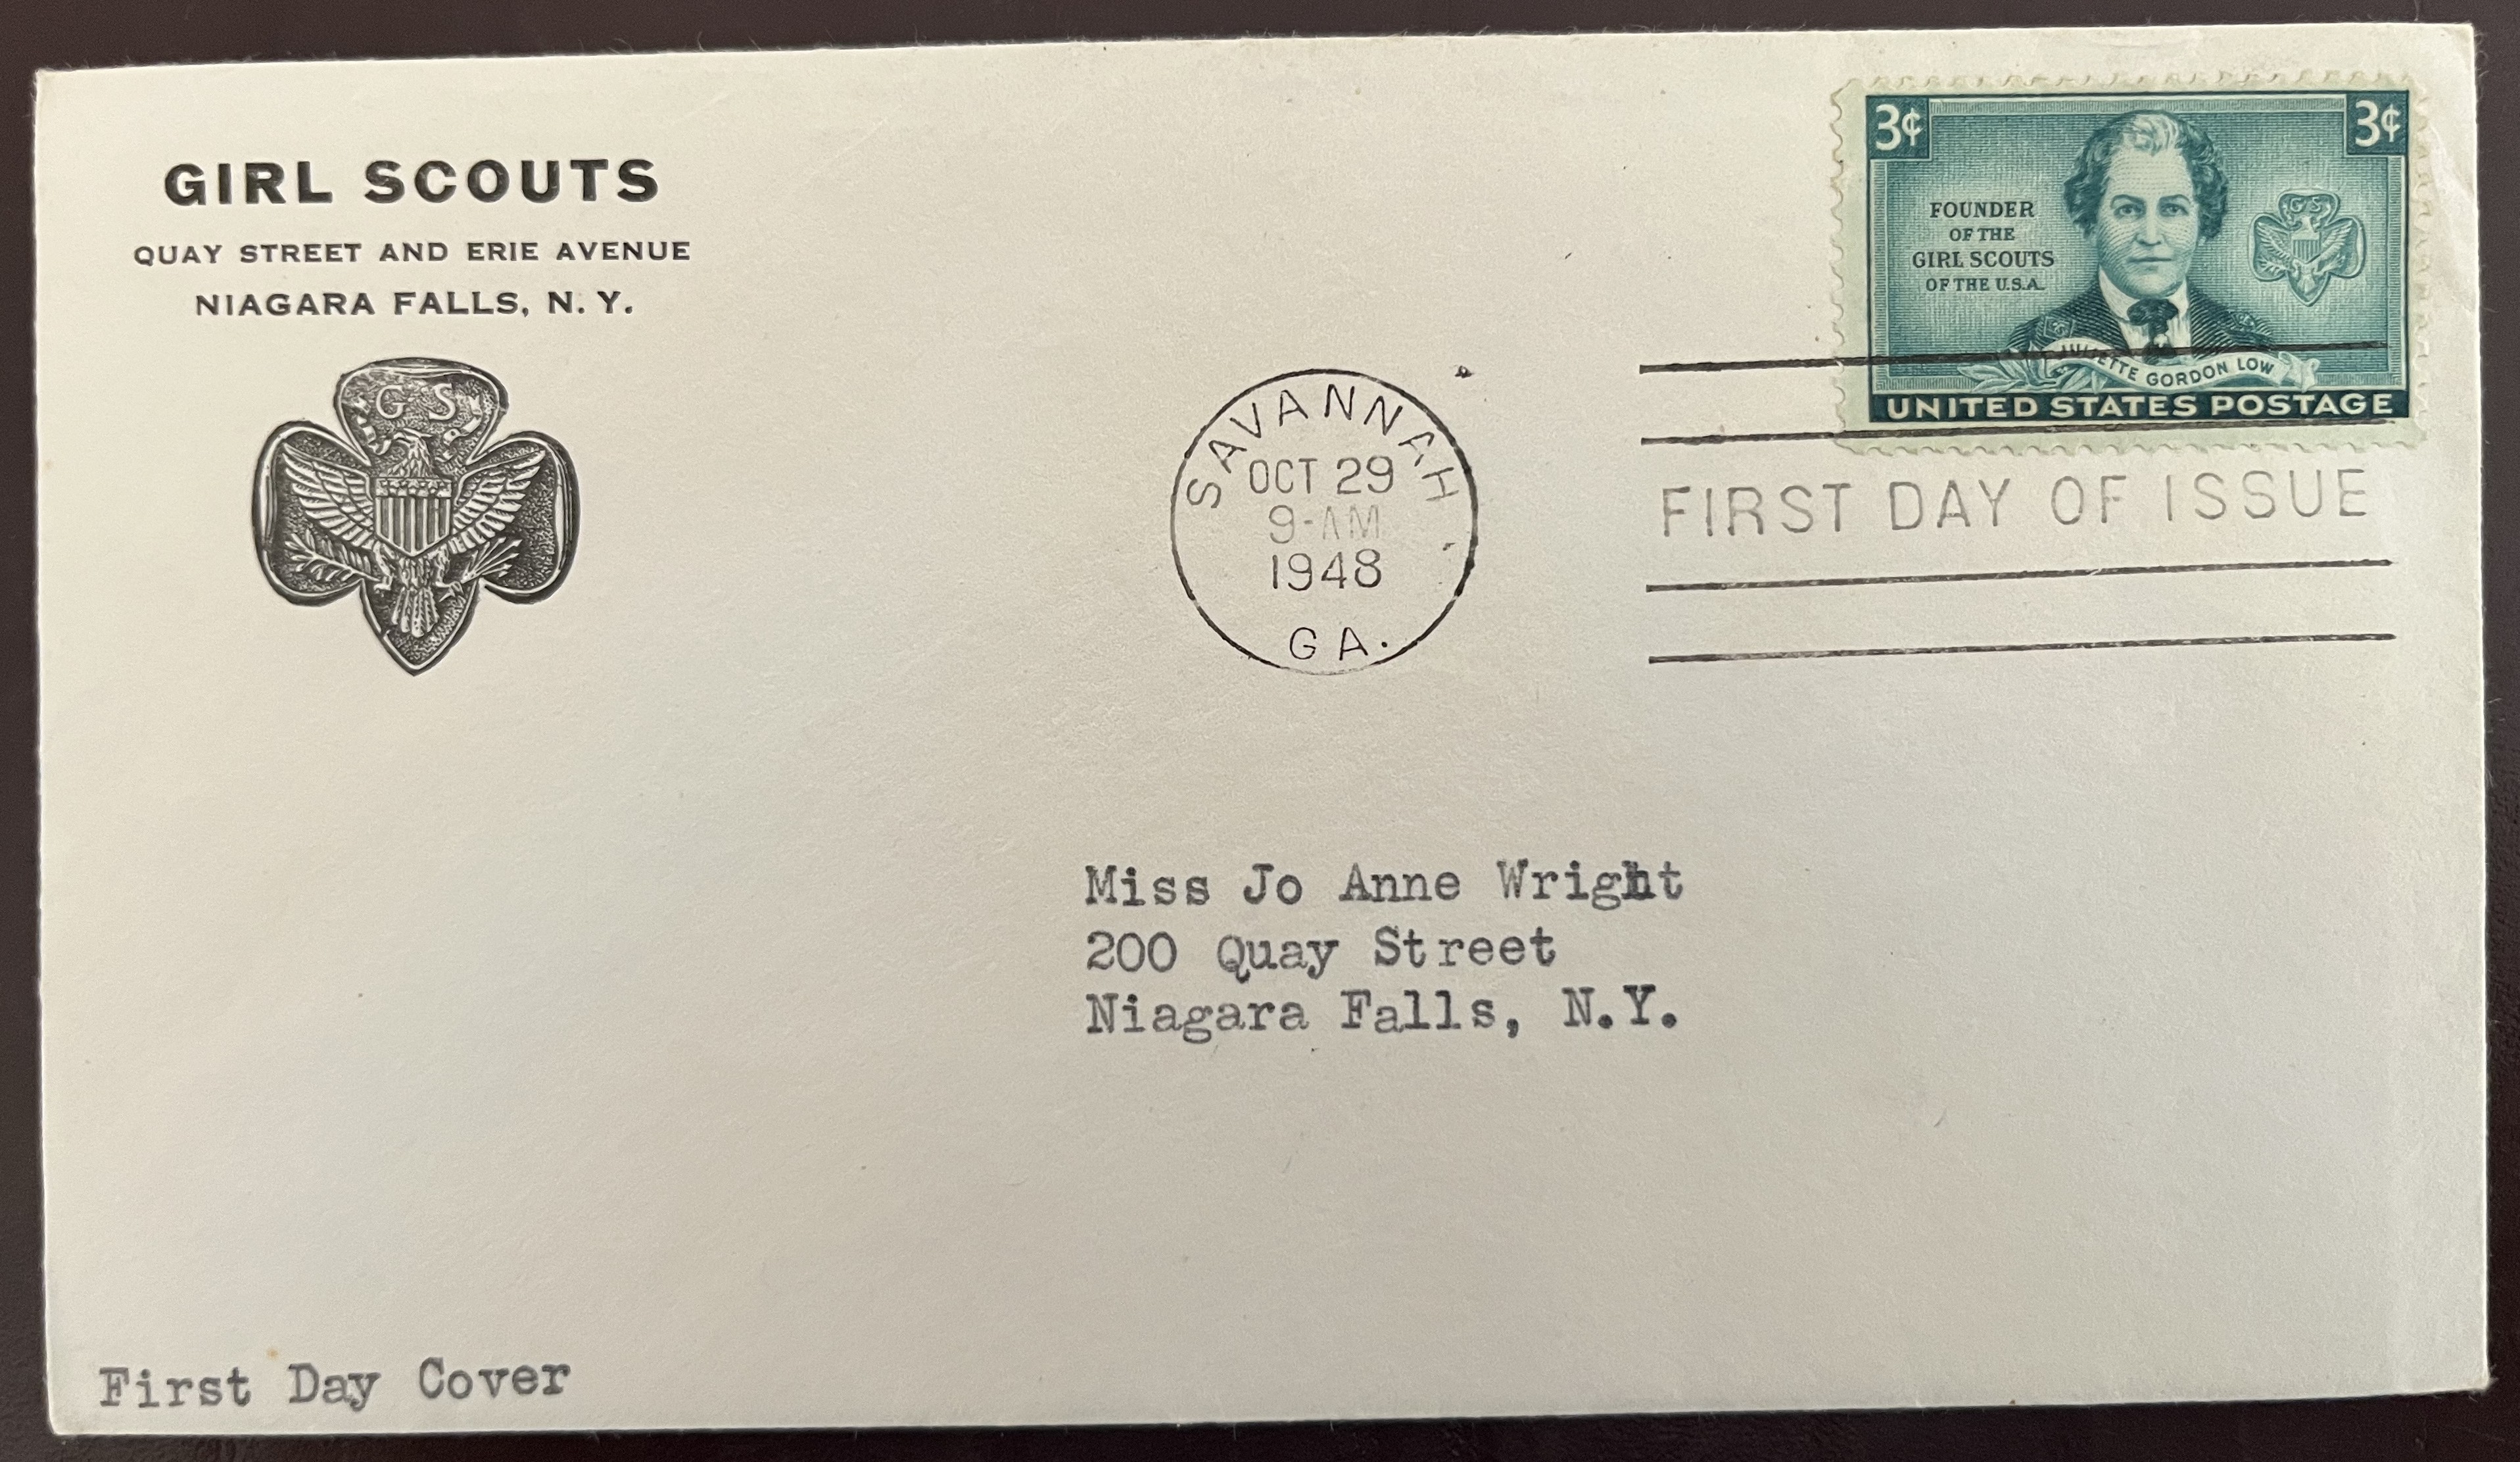 GIRL SCOUTS
QUAY STREET AND ERIE AVENUE
NIAGARA FALLS, N. Y.
G S
3¢ 3¢
FOUNDER
OF THE
GIRL SCOUTS
OF THE U.S.A.
GS
JULIETTE GORDON LOW
UNITED STATES POSTAGE
SAVANNAH
OCT 29
9-AM
1948
GA.
FIRST DAY OF ISSUE
Miss Jo Anne Wright
200 Quay Street
Niagara Falls, N.Y.
First Day Cover